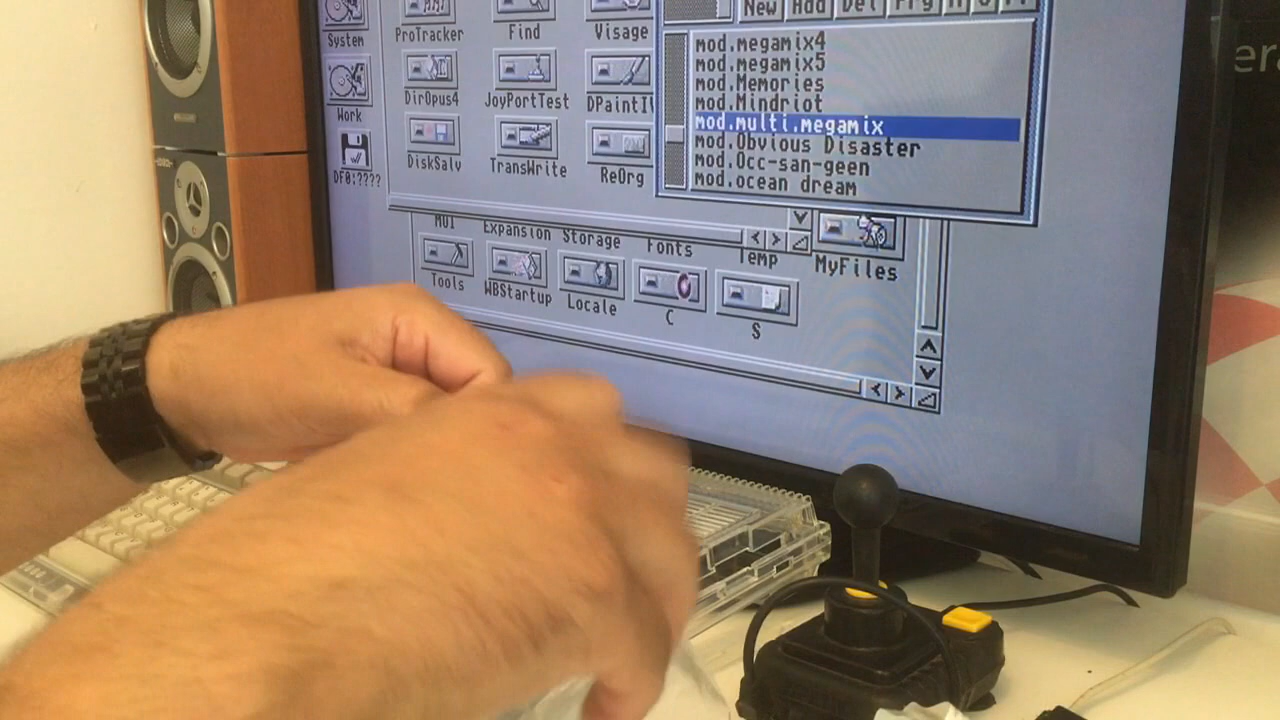 System
ProTracker
Find
Visage
New Add Del
Work
DirOpus4
JoyPortTest
DPaintIV
DF0:????
DiskSalv
TransWrite
ReOrg
mod.megamix4
mod.megamix5
mod.Memories
mod.Mindriot
mod.multi.megamix
mod.Obvious Disaster
mod.Occ-san-geen
mod.ocean dream
MUI
Expansion
Storage
Fonts
Temp
MyFiles
Tools
WBStartup
Locale
C
S